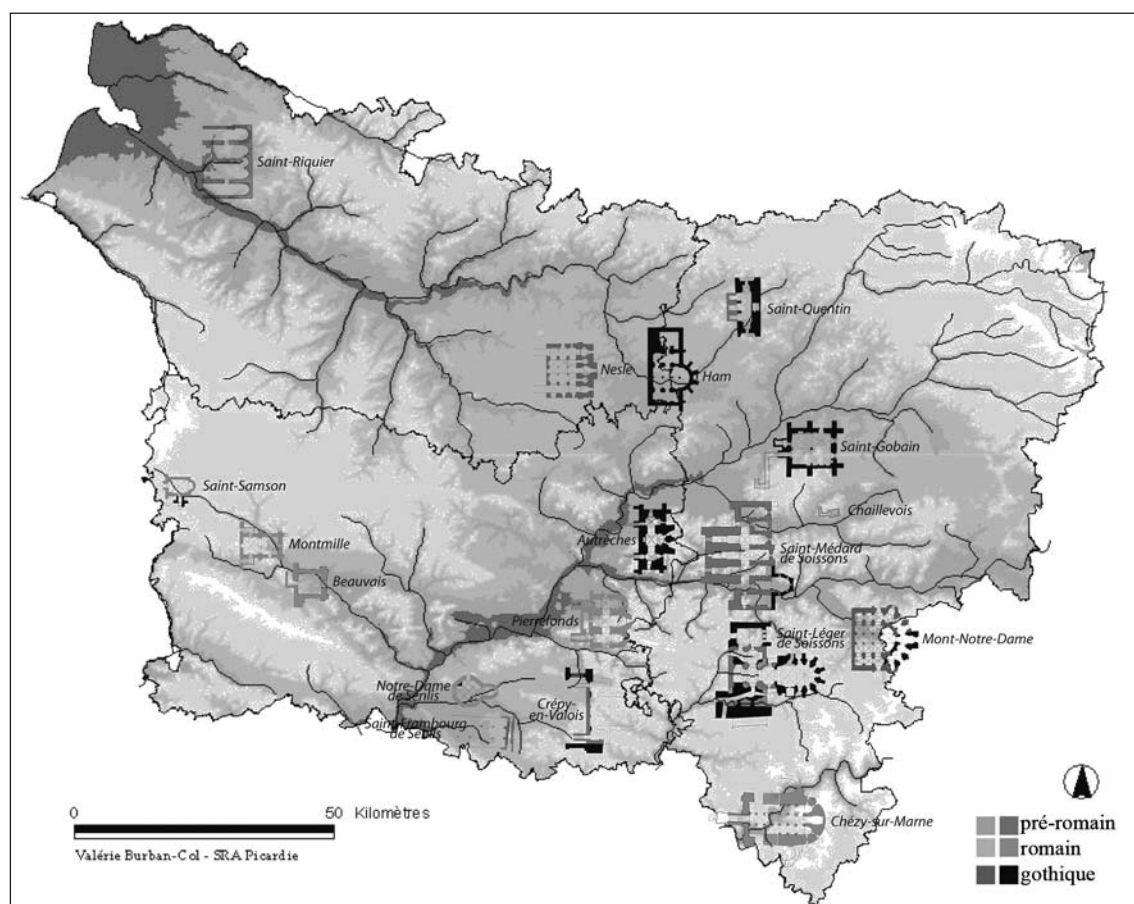 Saint-Riquier
Saint-Quentin
Nesle
Ham
Saint-Gobain
Saint-Samson
Chaillevois
Montmille
Autrêches
Saint-Médard
de Soissons
Beauvais
Pierrefonds
Saint-Léger
de Soissons
Mont-Notre-Dame
Notre-Dame
de Senlis
Crépy-
en-Valois
Saint-Frambourg
de Senlis
0 50 Kilomètres
Chézy-sur-Marne
pré-romain
romain
gothique
Valérie Burban-Col - SRA Picardie